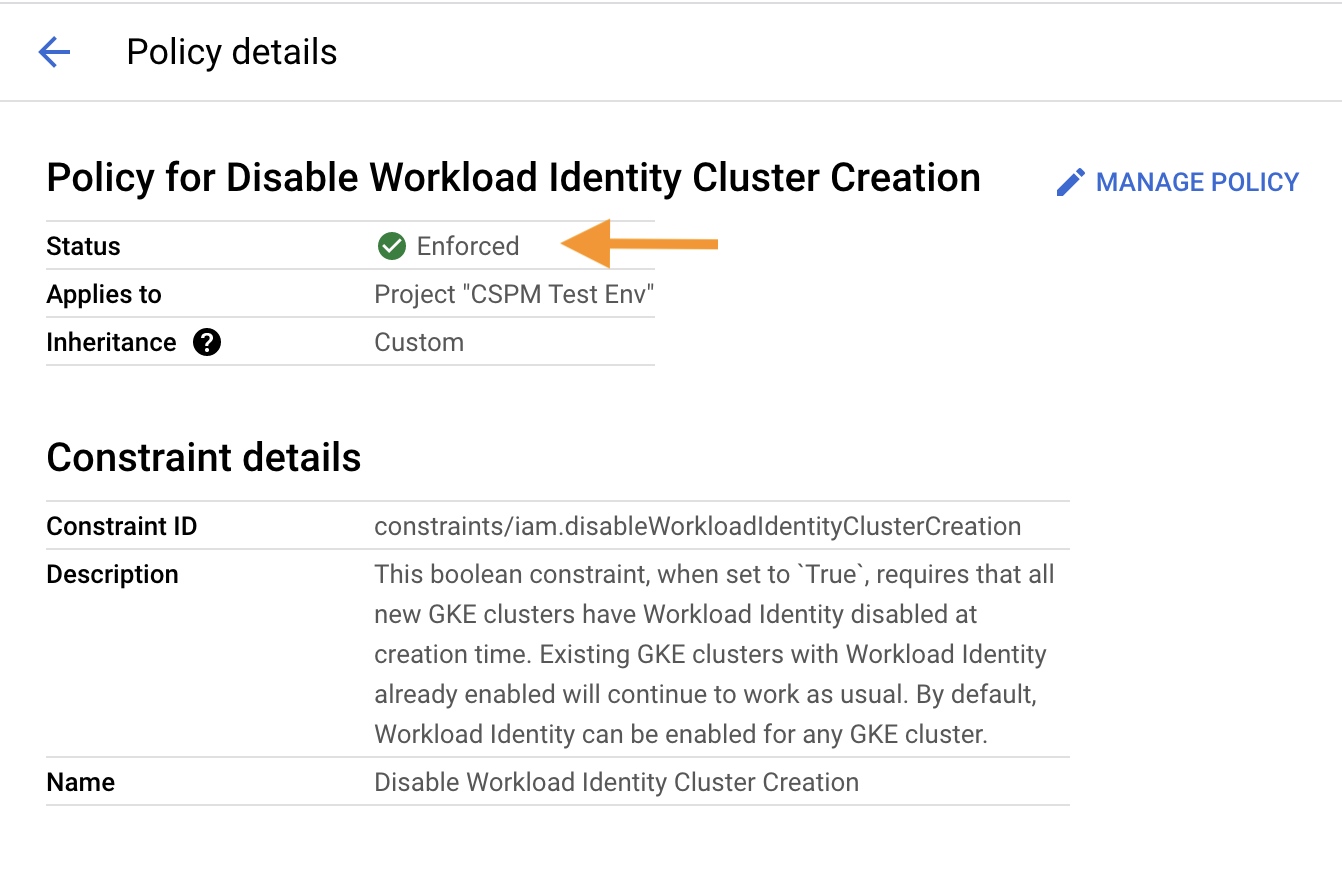 Policy details
Policy for Disable Workload Identity Cluster Creation
MANAGE POLICY
Status Enforced
Applies to Project "CSPM Test Env"
Inheritance ? Custom
Constraint details
Constraint ID constraints/iam.disableWorkloadIdentityClusterCreation
Description This boolean constraint, when set to `True`, requires that all
new GKE clusters have Workload Identity disabled at
creation time. Existing GKE clusters with Workload Identity
already enabled will continue to work as usual. By default,
Workload Identity can be enabled for any GKE cluster.
Name Disable Workload Identity Cluster Creation